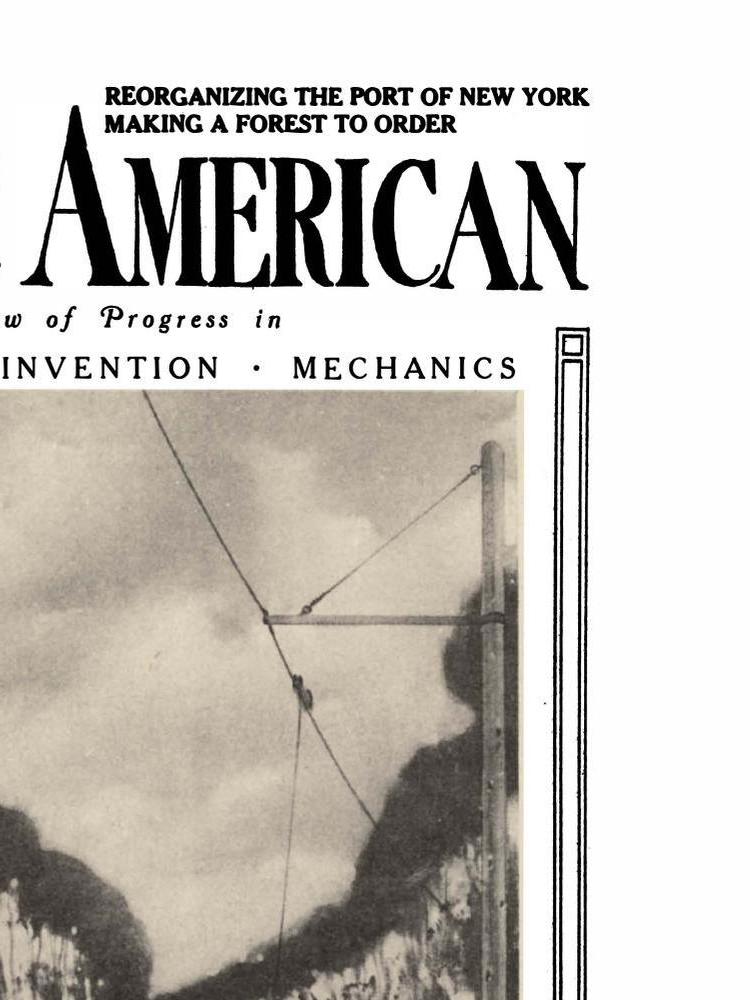 REORGANIZING THE PORT OF NEW YORK
MAKING A FOREST TO ORDER
AMERICAN
w of Progress in
INVENTION · MECHANICS